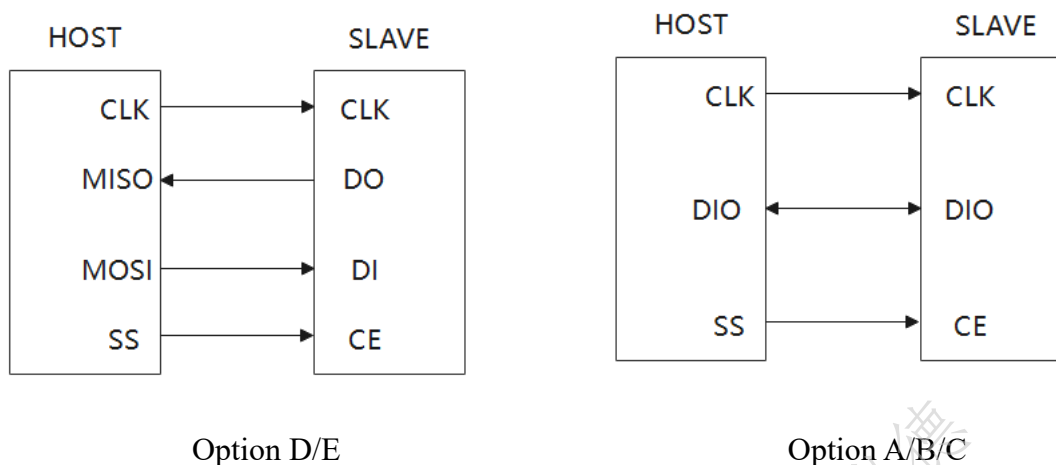 HOST
SLAVE
CLK
CLK
MISO
DO
MOSI
DI
SS
CE
Option D/E
HOST
SLAVE
CLK
CLK
DIO
DIO
SS
CE
Option A/B/C
德